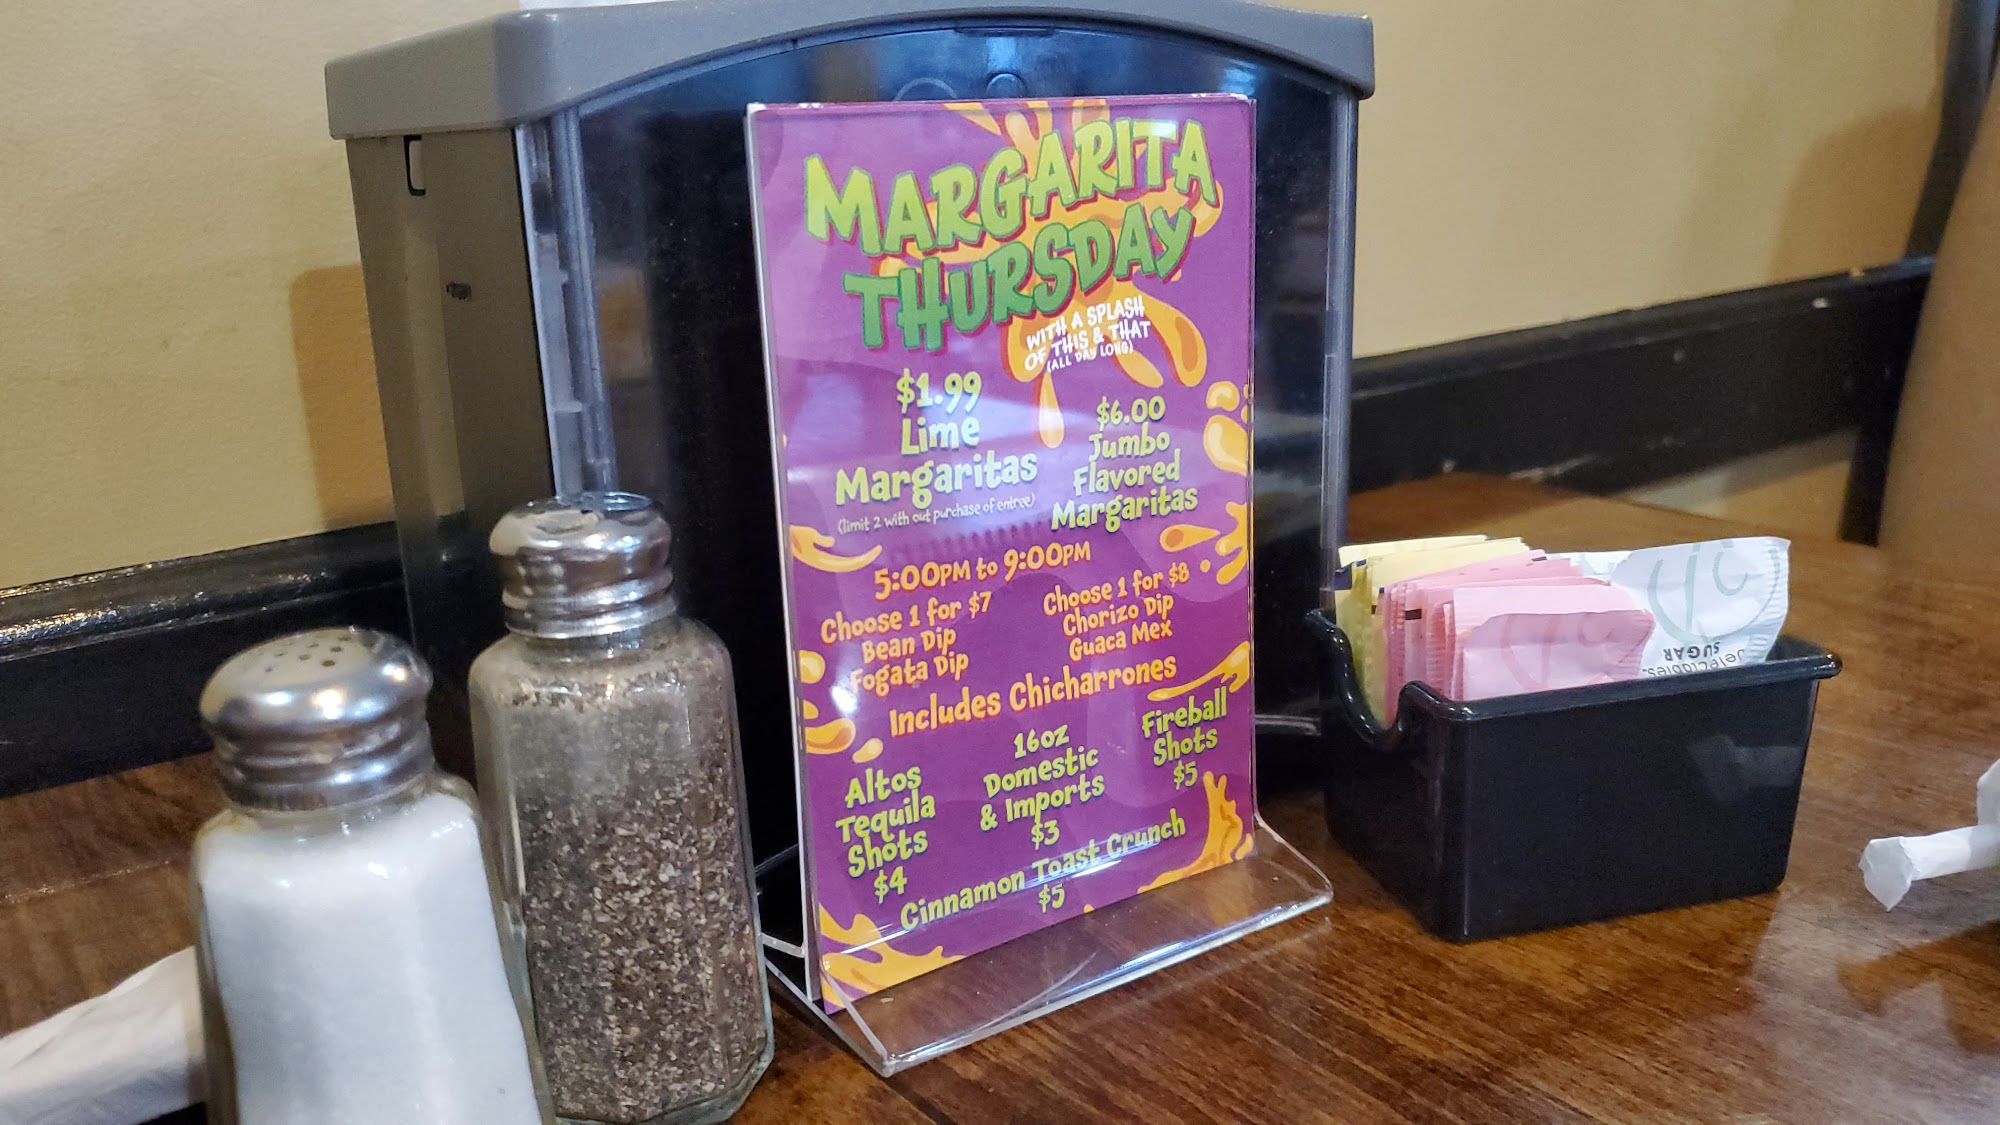 MARGARITA
THURSDAY
WITH A SPLASH
OF THIS & THAT
(ALL DAY LONG)
$1.99
Lime
Margaritas
(limit 2 with out purchase of entree)
$6.00
Jumbo
Flavored
Margaritas
5:00PM to 9:00PM
Choose 1 for $7
Bean Dip
Fogata Dip
Choose 1 for $8
Chorizo Dip
Guaca Mex
Includes Chicharrones
Altos
Tequila
Shots
$4
16oz
Domestic
& Imports
$3
Fireball
Shots
$5
Cinnamon Toast Crunch
$5
SUGAR